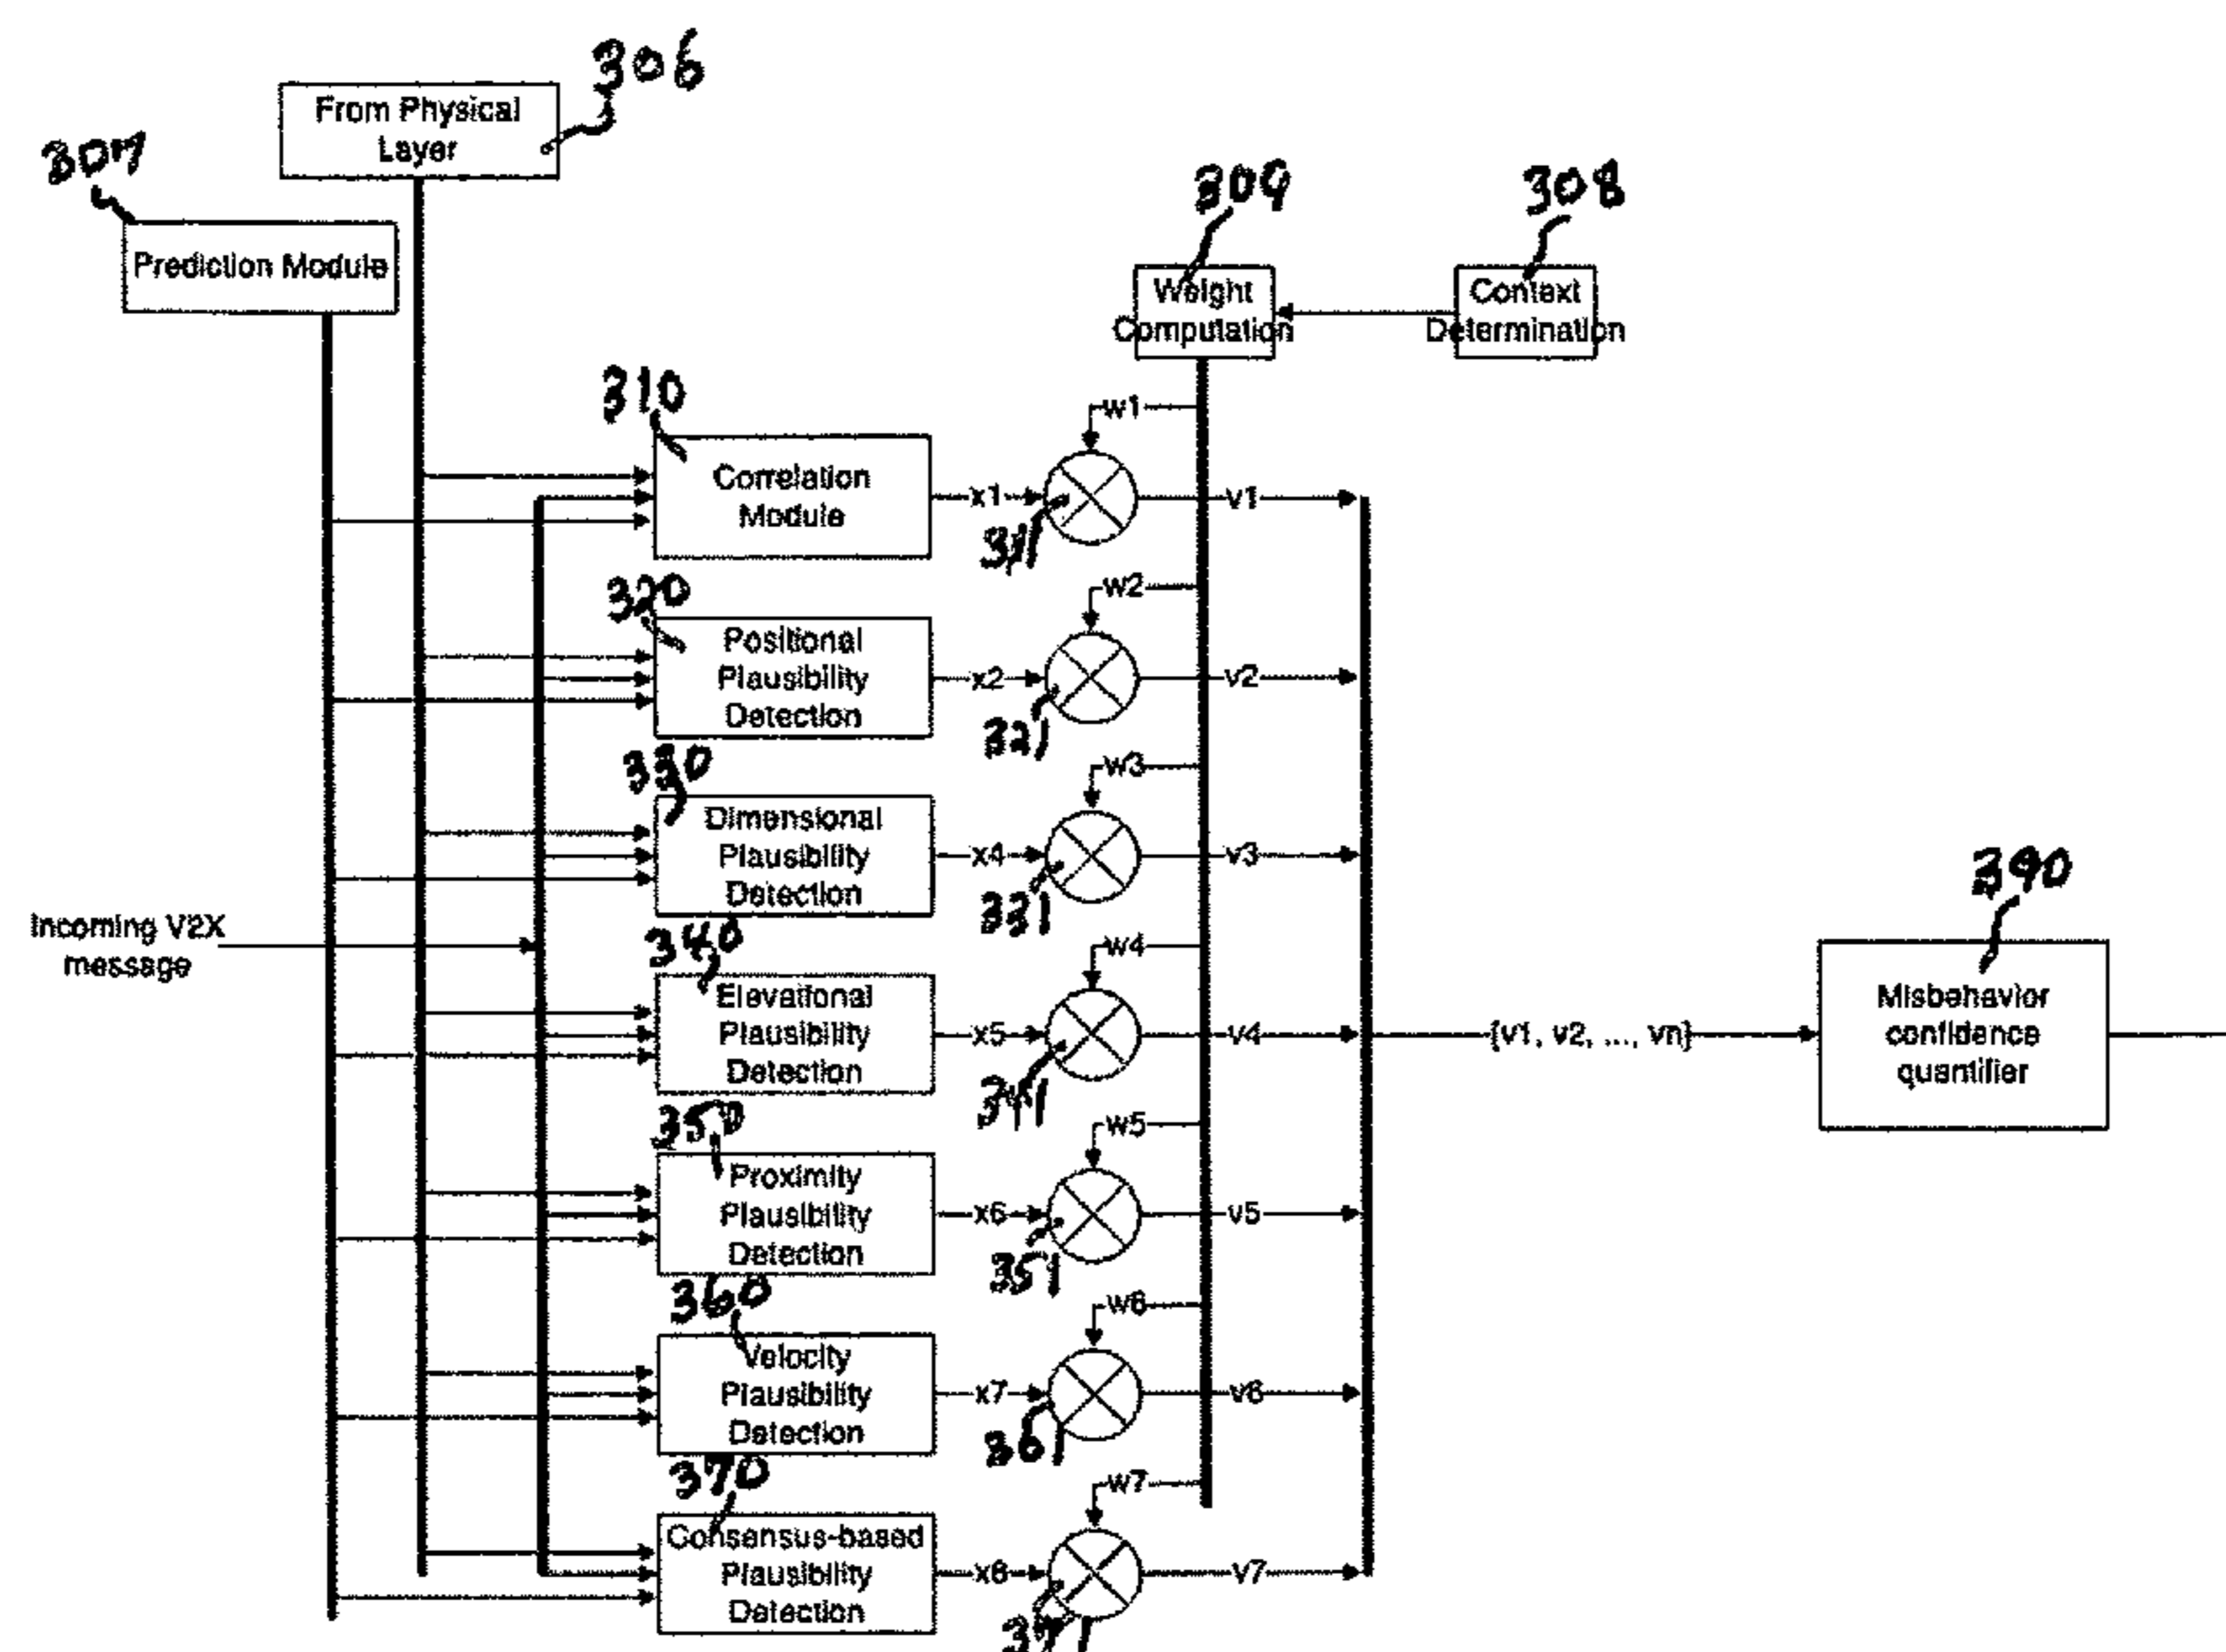 306
From Physical
Layer
307
Prediction Module
309
308
Weight
Computation
Context
Determination
310
w1
Correlation
Module
x1
v1
311
320
w2
Positional
Plausibility
Detection
x2
v2
321
330
w3
Dimensional
Plausibility
Detection
x4
v3
331
390
Incoming V2X
message
340
w4
Elevational
Plausibility
Detection
x5
v4
341
{v1, v2, ..., vn}
Misbehavior
confidence
quantifier
350
w5
Proximity
Plausibility
Detection
x6
v5
351
360
w6
Velocity
Plausibility
Detection
x7
v6
361
370
w7
Consensus-based
Plausibility
Detection
x8
v7
371